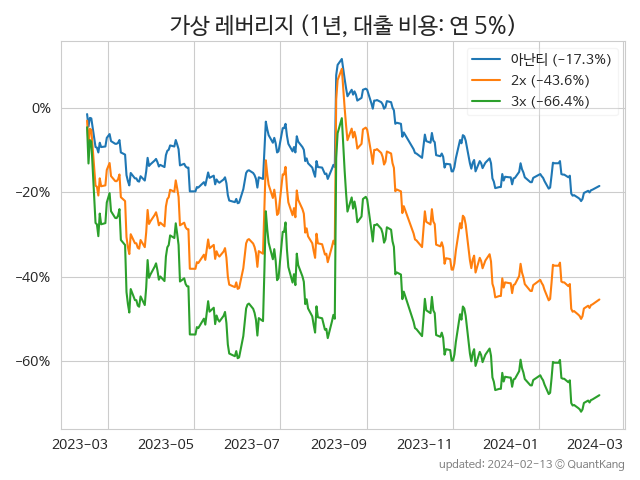 가상 레버리지 (1년, 대출 비용: 연 5%)
아난티 (−17.3%)
2x (−43.6%)
3x (−66.4%)
0%
−20%
−40%
−60%
2023-03 2023-05 2023-07 2023-09 2023-11 2024-01 2024-03
updated: 2024-02-13 © QuantKang